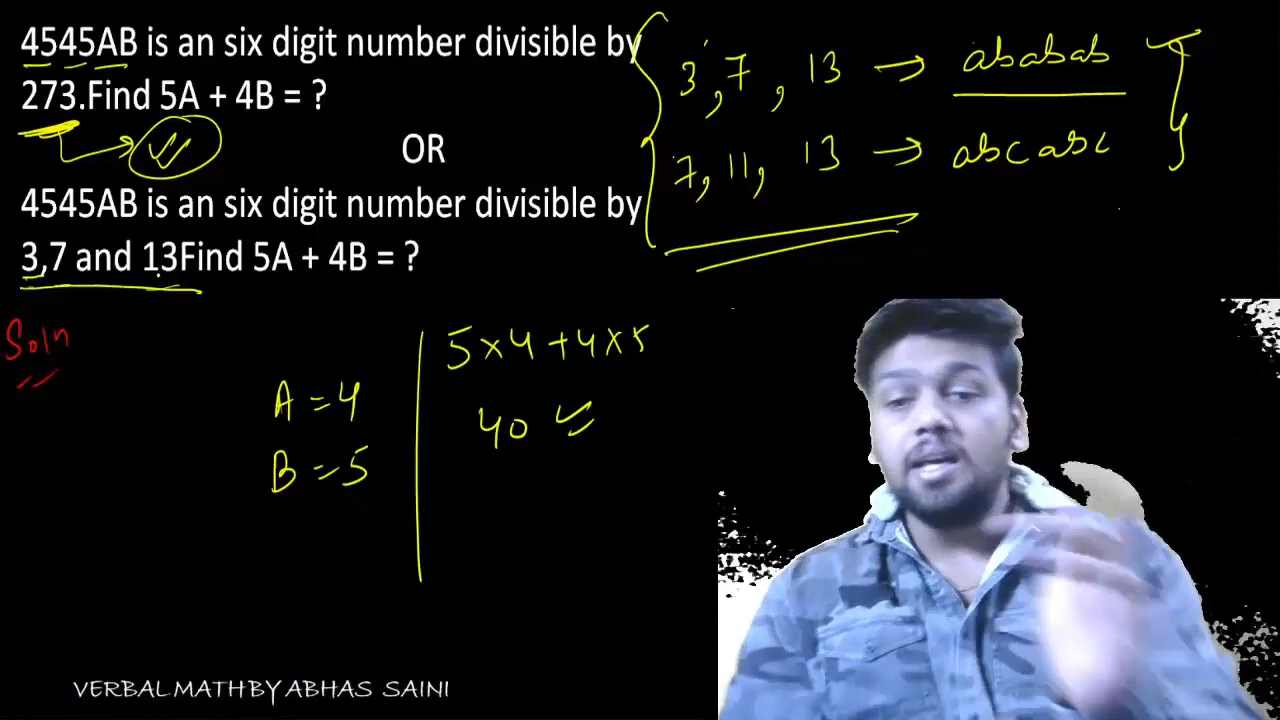 4545AB is an six digit number divisible by
273.Find 5A + 4B = ?
OR
4545AB is an six digit number divisible by
3,7 and 13Find 5A + 4B = ?
3,7, 13 → ababab
7, 11, 13 → abcabc
Soln
A = 4
B = 5
5×4+4×5
40
VERBAL MATH BY ABHAS SAINI